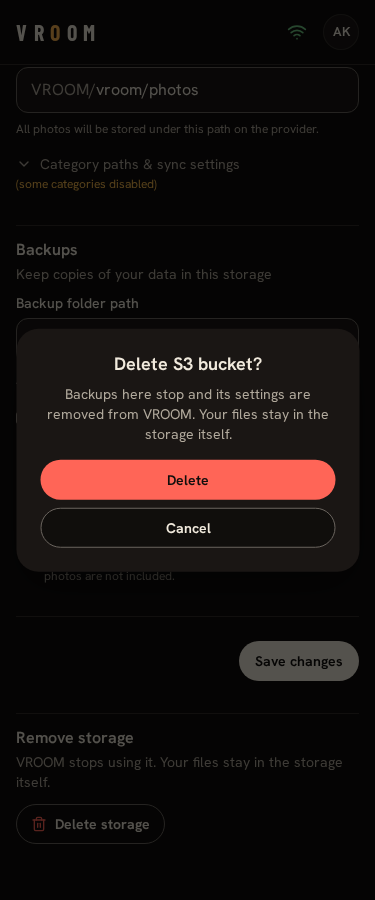 VROOM
AK
VROOM/vroom/photos
All photos will be stored under this path on the provider.
Category paths & sync settings
(some categories disabled)
Backups
Keep copies of your data in this storage
Backup folder path
Delete S3 bucket?
Backups here stop and its settings are
removed from VROOM. Your files stay in the
storage itself.
Delete
Cancel
photos are not included.
Save changes
Remove storage
VROOM stops using it. Your files stay in the storage
itself.
Delete storage